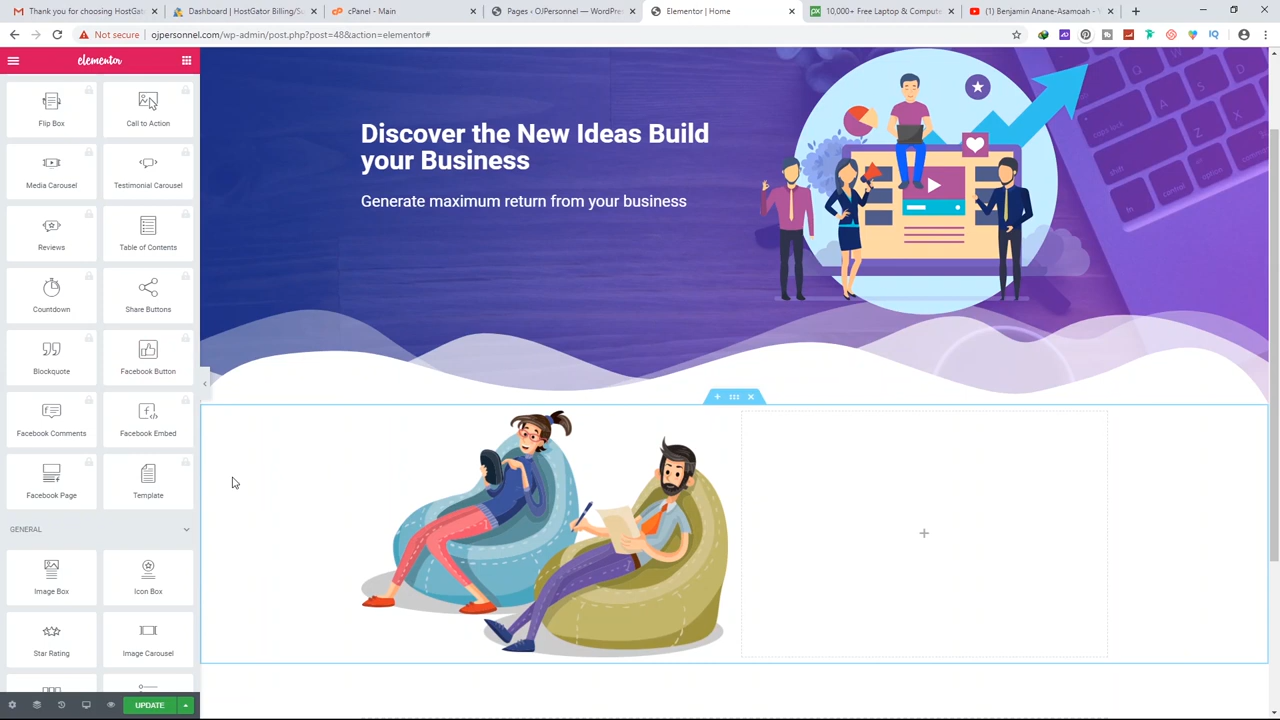 Thank you for choosing HostGat
Dashboard | HostGator Billing/Su
cPanel - Main
Pages ‹ OJPersonnel — WordPres
Elementor | Home
10,000+ Free Laptop & Compute
(1) Benjamin Anane-Asamoah - Y
Not secure
ojpersonnel.com/wp-admin/post.php?post=48&action=elementor#
elementor
Flip Box
Call to Action
Media Carousel
Testimonial Carousel
Reviews
Table of Contents
Countdown
Share Buttons
Blockquote
Facebook Button
Facebook Comments
Facebook Embed
Facebook Page
Template
GENERAL
Image Box
Icon Box
Star Rating
Image Carousel
UPDATE
Discover the New Ideas Build
your Business
Generate maximum return from your business